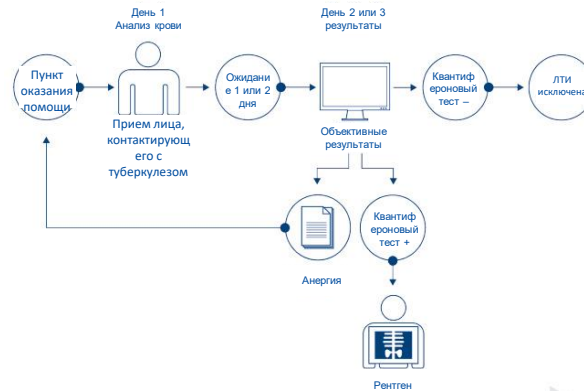 День 1
Анализ крови
День 2 или 3
результаты
Пункт
оказания
помощи
Ожидани
е 1 или 2
дня
Квантиф
ероновый
тест –
ЛТИ
исключена
Прием лица,
контактирующ
его с
туберкулезом
Объективные
результаты
Квантиф
ероновый
тест +
Анергия
Рентген